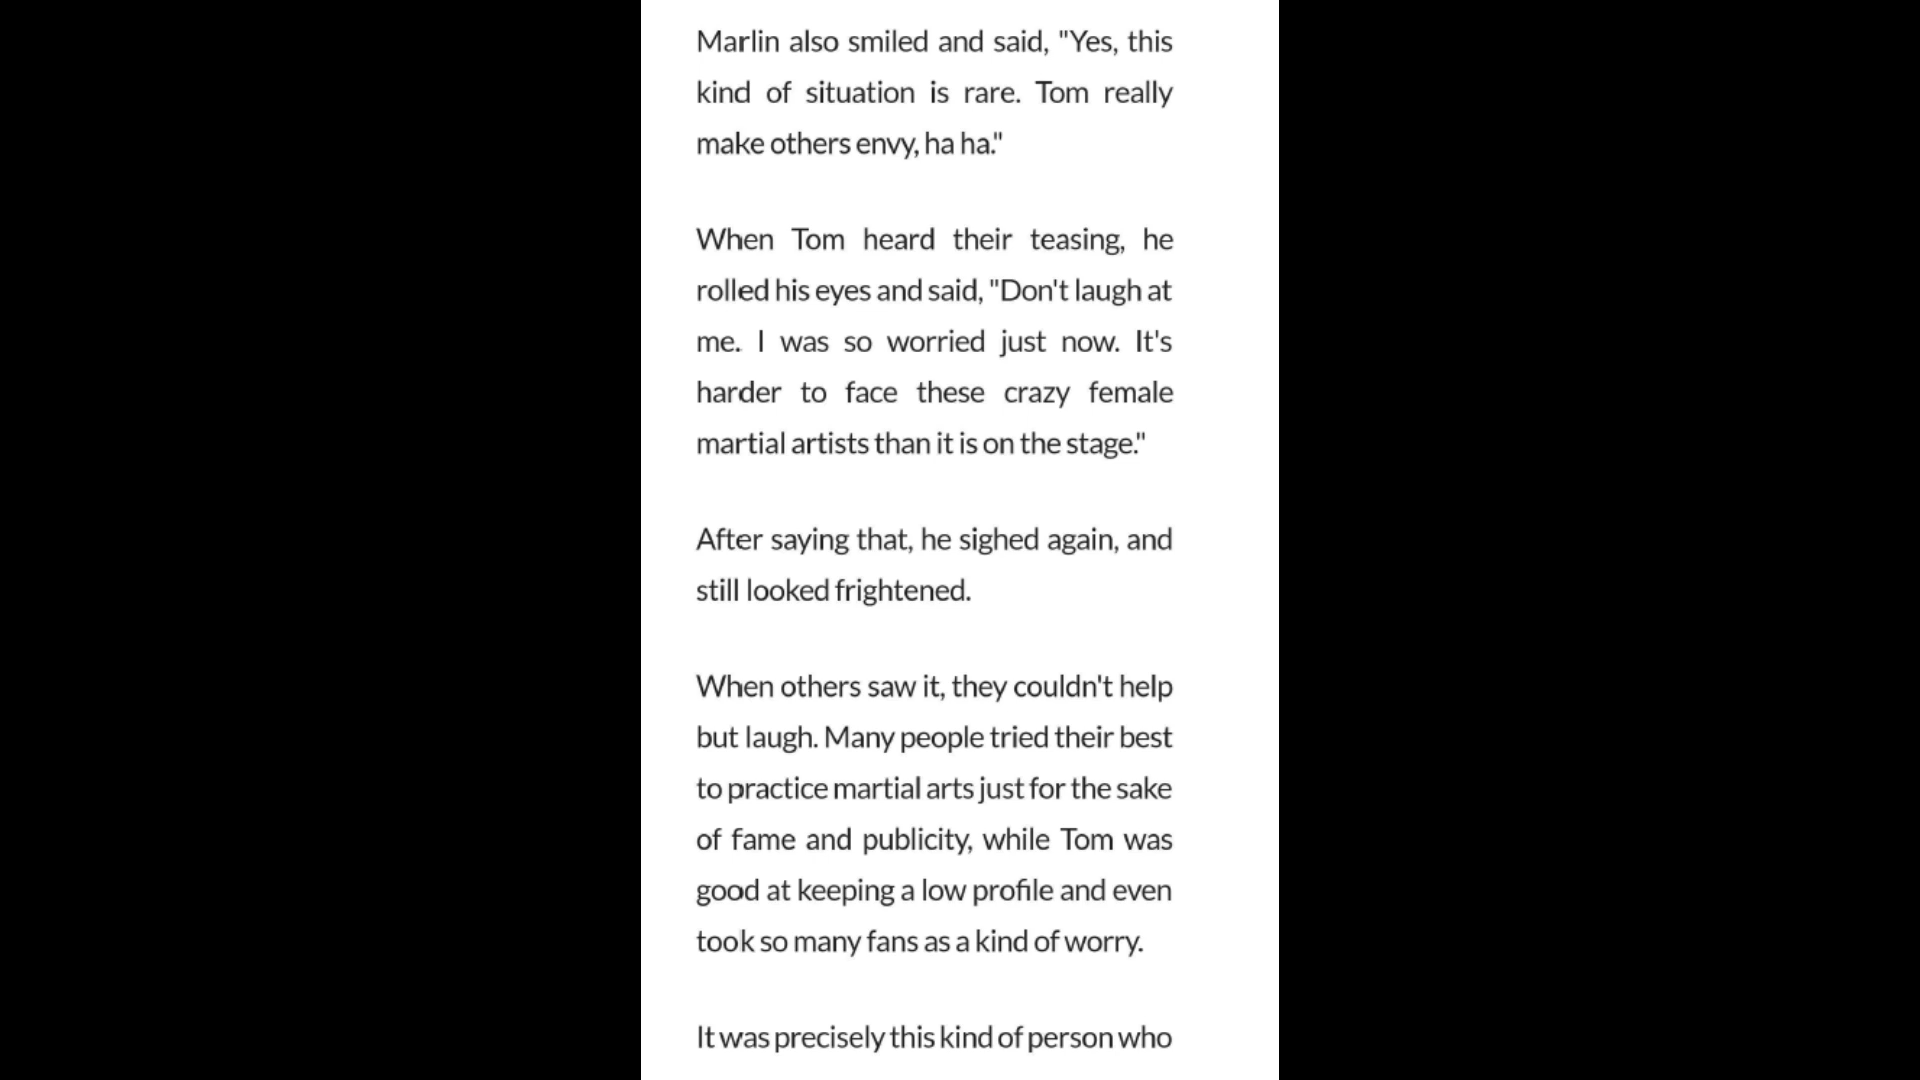 Marlin also smiled and said, "Yes, this
kind of situation is rare. Tom really
make others envy, ha ha."
When Tom heard their teasing, he
rolled his eyes and said, "Don't laugh at
me. I was so worried just now. It's
harder to face these crazy female
martial artists than it is on the stage."
After saying that, he sighed again, and
still looked frightened.
When others saw it, they couldn't help
but laugh. Many people tried their best
to practice martial arts just for the sake
of fame and publicity, while Tom was
good at keeping a low profile and even
took so many fans as a kind of worry.
It was precisely this kind of person who